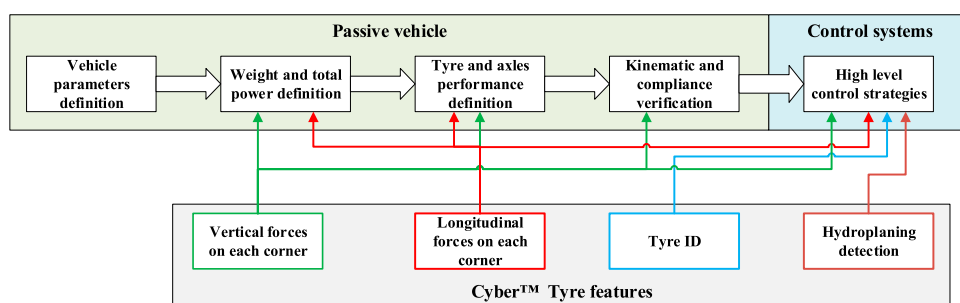 Passive vehicle
Control systems
Vehicle
parameters
definition
Weight and total
power definition
Tyre and axles
performance
definition
Kinematic and
compliance
verification
High level
control strategies
Vertical forces
on each corner
Longitudinal
forces on each
corner
Tyre ID
Hydroplaning
detection
Cyber™ Tyre features